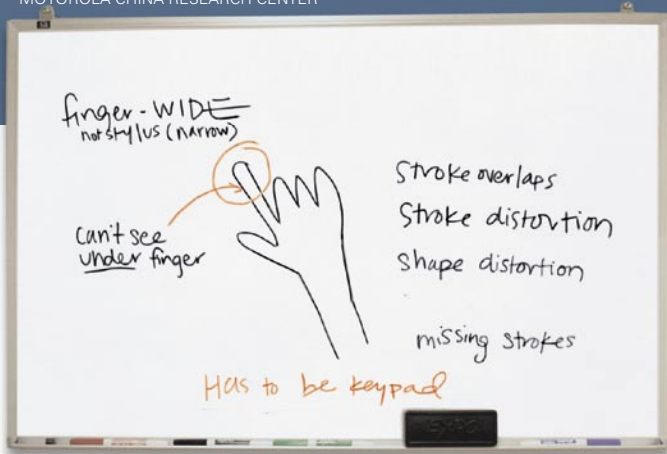 MOTOROLA CHINA RESEARCH CENTER
finger - WIDE
not stylus (narrow)
can't see
under finger
Stroke overlaps
Stroke distortion
Shape distortion
missing strokes
Has to be keypad
EXPO